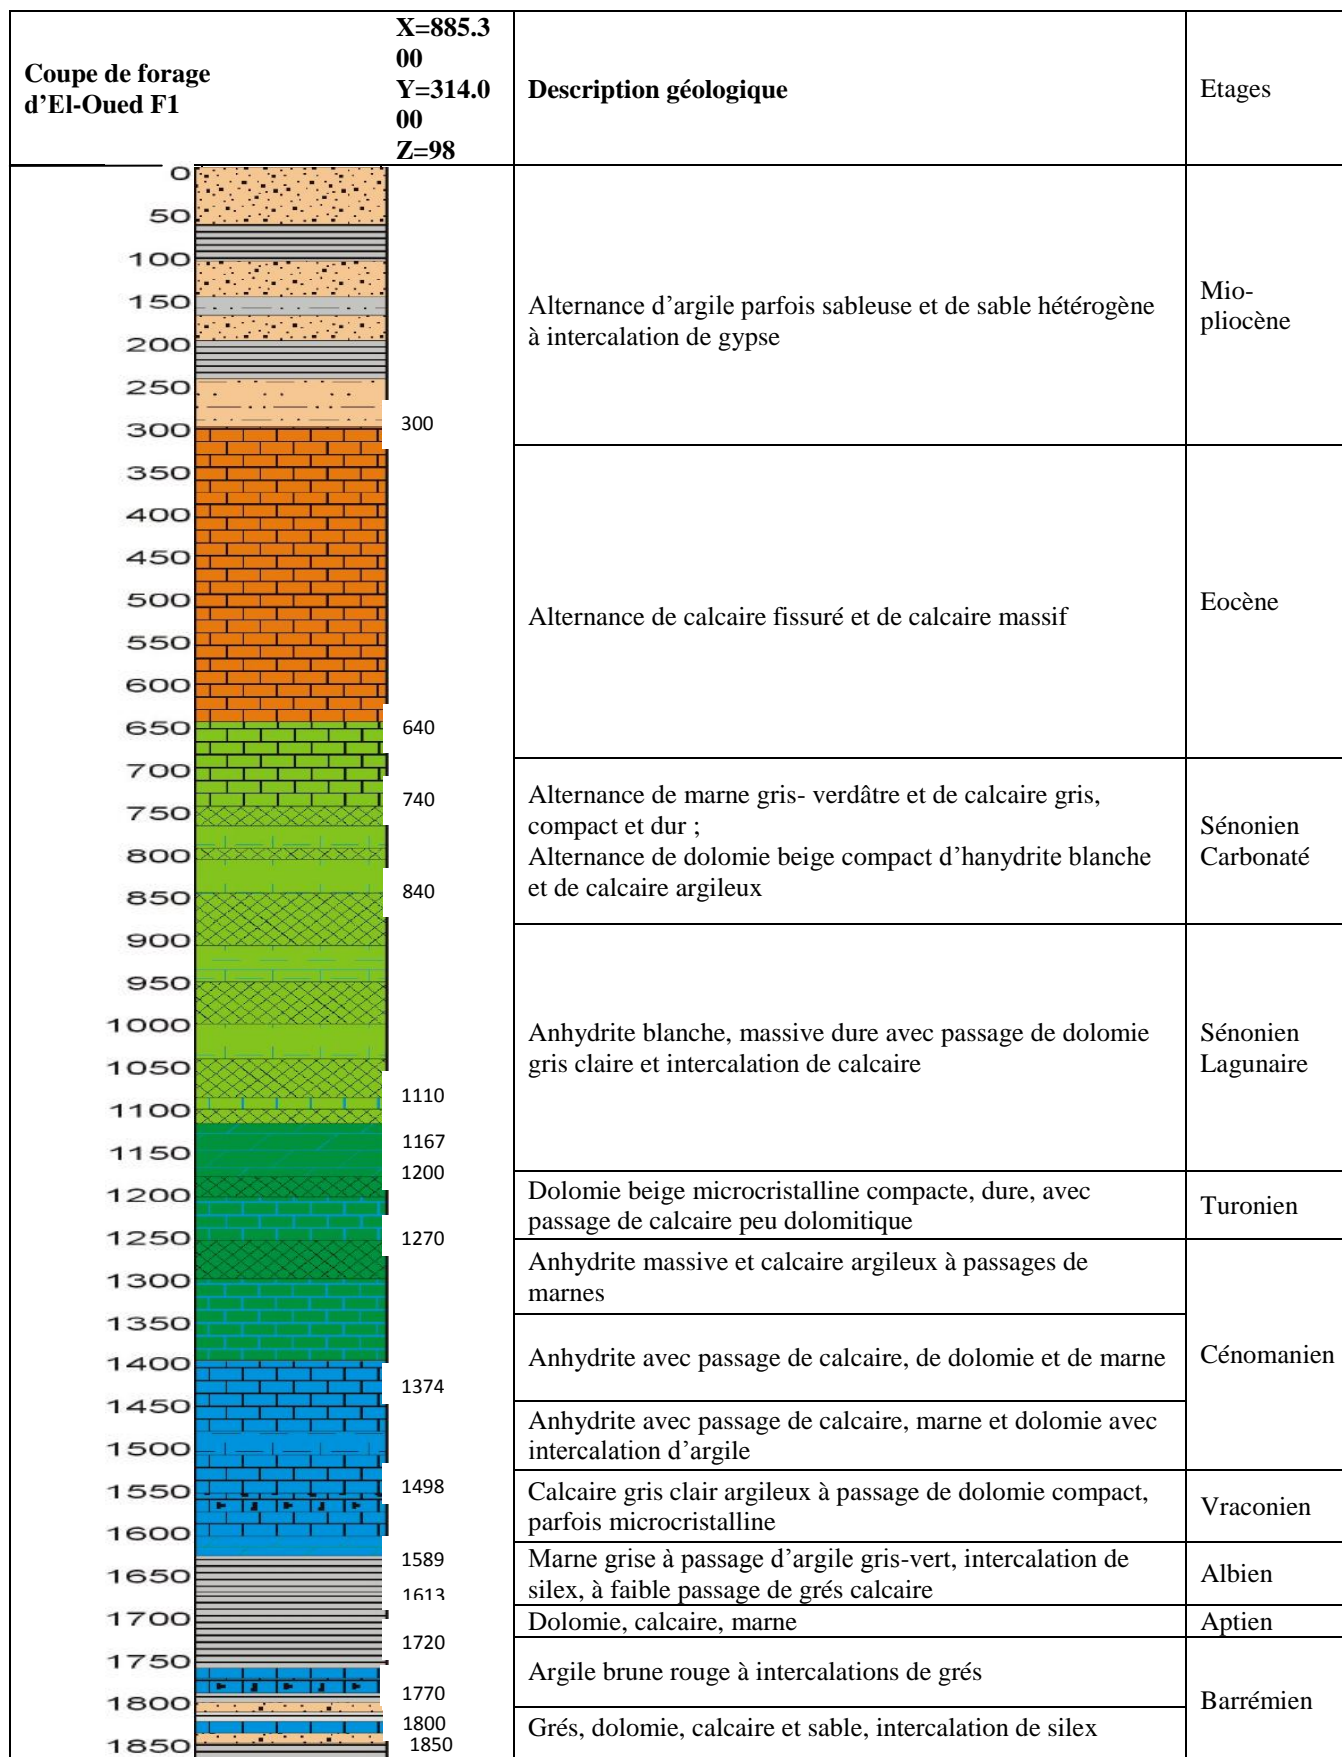 Coupe de forage
d’El-Oued F1
X=885.3
00
Y=314.0
00
Z=98
Description géologique
Etages
0
50
100
150
200
250
300
350
400
450
500
550
600
650
700
750
800
850
900
950
1000
1050
1100
1150
1200
1250
1300
1350
1400
1450
1500
1550
1600
1650
1700
1750
1800
1850
300
640
740
840
1110
1167
1200
1270
1374
1498
1589
1613
1720
1770
1800
1850
Alternance d’argile parfois sableuse et de sable hétérogène
à intercalation de gypse
Mio-
pliocène
Alternance de calcaire fissuré et de calcaire massif
Eocène
Alternance de marne gris- verdâtre et de calcaire gris,
compact et dur ;
Alternance de dolomie beige compact d’hanydrite blanche
et de calcaire argileux
Sénonien
Carbonaté
Anhydrite blanche, massive dure avec passage de dolomie
gris claire et intercalation de calcaire
Sénonien
Lagunaire
Dolomie beige microcristalline compacte, dure, avec
passage de calcaire peu dolomitique
Turonien
Anhydrite massive et calcaire argileux à passages de
marnes
Anhydrite avec passage de calcaire, de dolomie et de marne
Cénomanien
Anhydrite avec passage de calcaire, marne et dolomie avec
intercalation d’argile
Calcaire gris clair argileux à passage de dolomie compact,
parfois microcristalline
Vraconien
Marne grise à passage d’argile gris-vert, intercalation de
silex, à faible passage de grés calcaire
Albien
Dolomie, calcaire, marne
Aptien
Argile brune rouge à intercalations de grés
Barrémien
Grés, dolomie, calcaire et sable, intercalation de silex